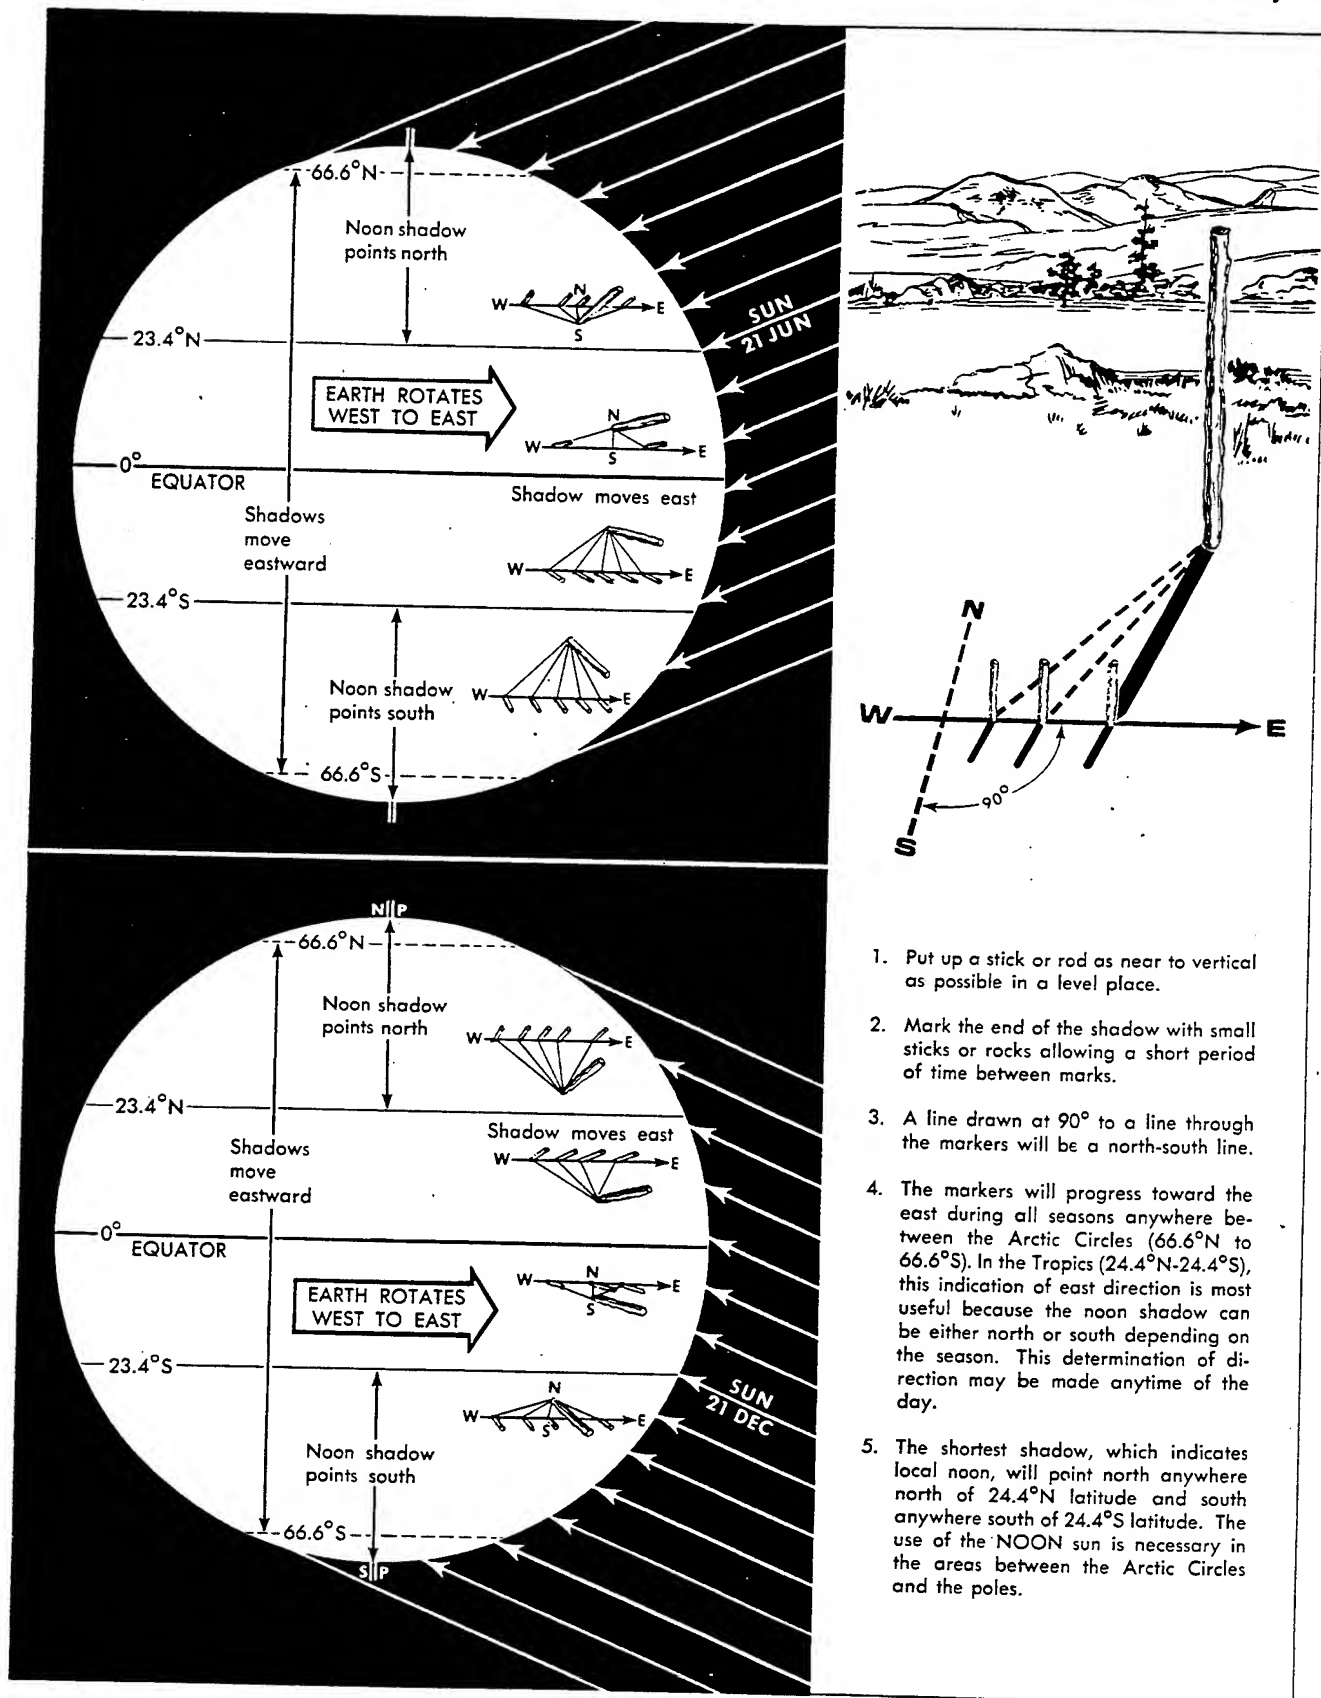 66.6°N
Noon shadow
points north
N
W E
S
SUN
21 JUN
23.4°N
EARTH ROTATES
WEST TO EAST
N
W E
S
0°
EQUATOR
Shadow moves east
Shadows
move
eastward
W E
23.4°S
Noon shadow
points south
W E
66.6°S
N
W E
90°
S
N P
66.6°N
Noon shadow
points north
W E
23.4°N
Shadow moves east
W E
Shadows
move
eastward
0°
EQUATOR
N
W E
S
EARTH ROTATES
WEST TO EAST
23.4°S
SUN
21 DEC
N
W E
S
Noon shadow
points south
66.6°S
S P
1. Put up a stick or rod as near to vertical
as possible in a level place.
2. Mark the end of the shadow with small
sticks or rocks allowing a short period
of time between marks.
3. A line drawn at 90° to a line through
the markers will be a north-south line.
4. The markers will progress toward the
east during all seasons anywhere be-
tween the Arctic Circles (66.6°N to
66.6°S). In the Tropics (24.4°N-24.4°S),
this indication of east direction is most
useful because the noon shadow can
be either north or south depending on
the season. This determination of di-
rection may be made anytime of the
day.
5. The shortest shadow, which indicates
local noon, will point north anywhere
north of 24.4°N latitude and south
anywhere south of 24.4°S latitude. The
use of the NOON sun is necessary in
the areas between the Arctic Circles
and the poles.